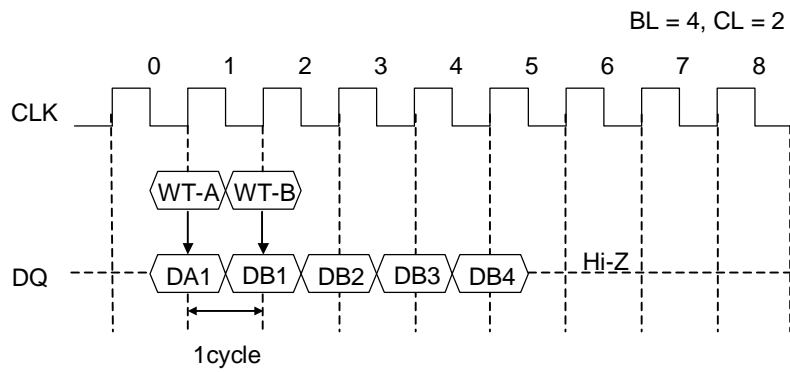 BL = 4, CL = 2
0 1 2 3 4 5 6 7 8
CLK
WT-A WT-B
DQ DA1 DB1 DB2 DB3 DB4 Hi-Z
1cycle